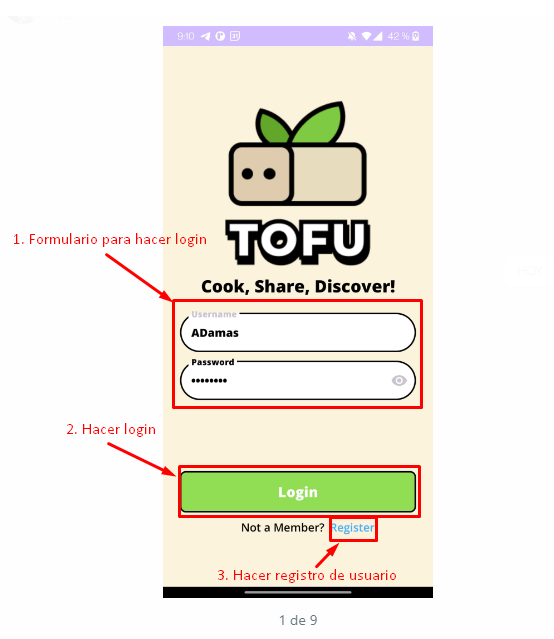 9:10 31 42 %
TOFU
1. Formulario para hacer login
Cook, Share, Discover!
Username
ADamas
Password
••••••••
2. Hacer login
Login
Not a Member? Register
3. Hacer registro de usuario
1 de 9